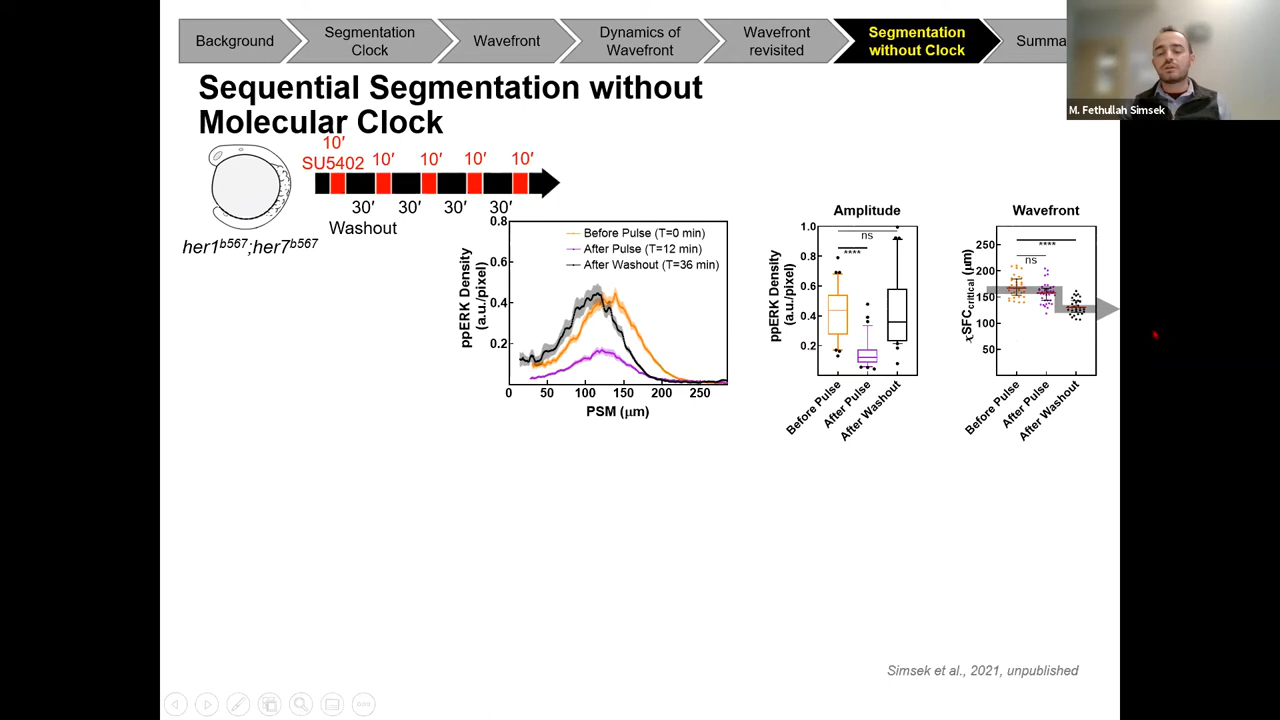 Background
Segmentation
Clock
Wavefront
Dynamics of
Wavefront
Wavefront
revisited
Segmentation
without Clock
Summa
M. Fethullah Simsek
Sequential Segmentation without
Molecular Clock
10′
SU5402
10′
10′
10′
10′
30′
30′
30′
30′
Washout
her1b567;her7b567
Before Pulse (T=0 min)
After Pulse (T=12 min)
After Washout (T=36 min)
ppERK Density
(a.u./pixel)
0.8
0.6
0.4
0.2
0
50
100
150
200
250
PSM (μm)
Amplitude
ns
****
ppERK Density
(a.u./pixel)
1.0
0.8
0.6
0.4
0.2
Before Pulse
After Pulse
After Washout
Wavefront
****
ns
xSFCcritical (μm)
250
200
150
100
50
Before Pulse
After Pulse
After Washout
Simsek et al., 2021, unpublished